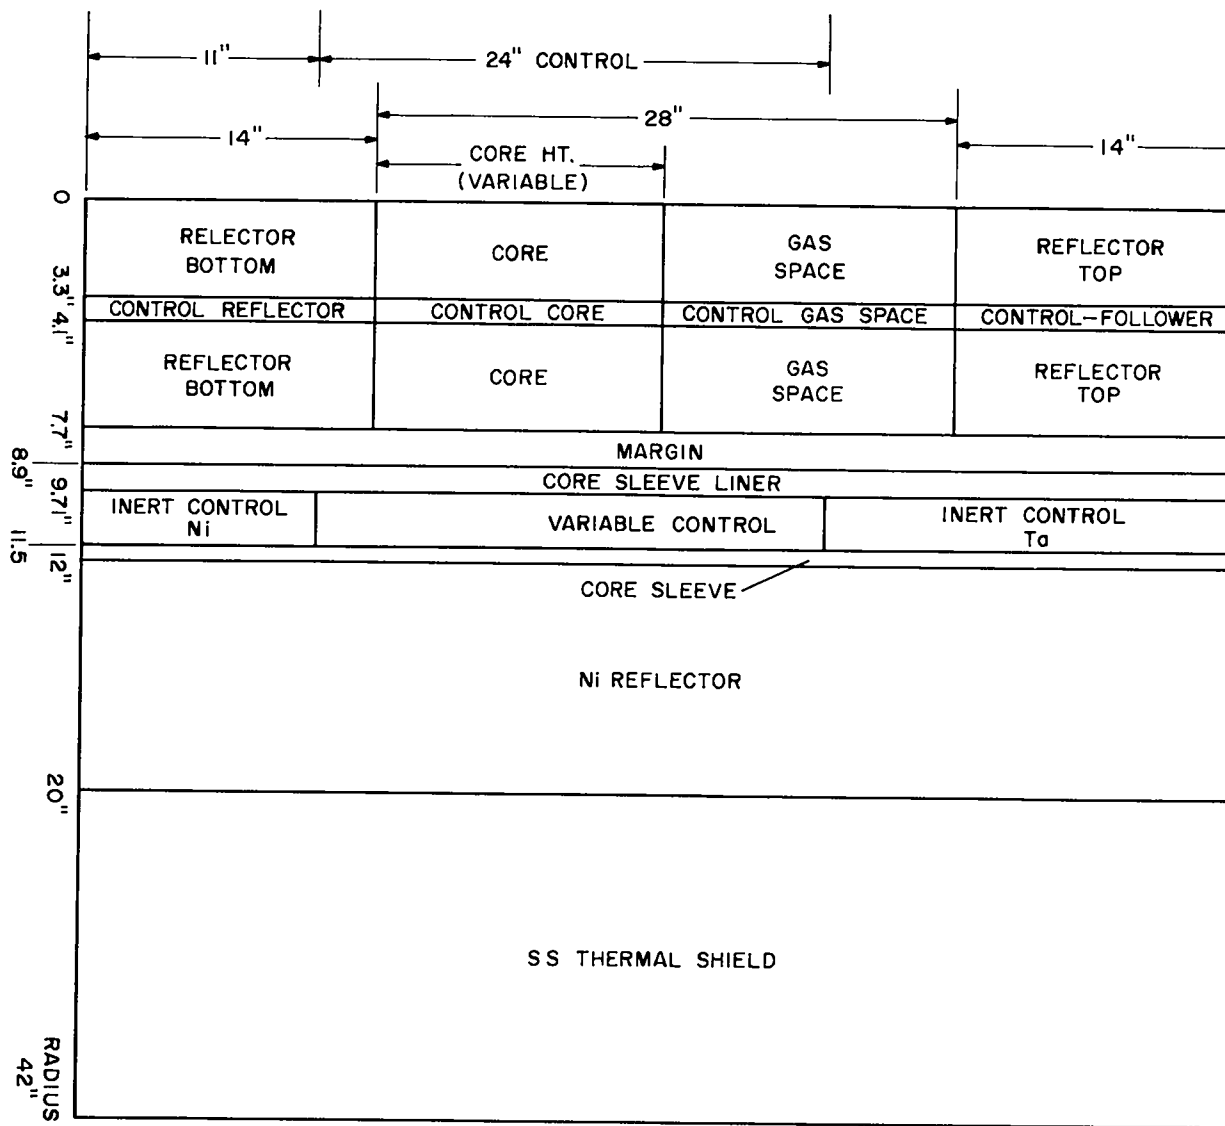 11"
24" CONTROL
28"
14"
14"
CORE HT.
(VARIABLE)
0
RELECTOR
BOTTOM
CORE
GAS
SPACE
REFLECTOR
TOP
3.3"
CONTROL REFLECTOR
CONTROL CORE
CONTROL GAS SPACE
CONTROL-FOLLOWER
4.1"
REFLECTOR
BOTTOM
CORE
GAS
SPACE
REFLECTOR
TOP
7.7"
MARGIN
8.9"
CORE SLEEVE LINER
9.71"
INERT CONTROL
Ni
VARIABLE CONTROL
INERT CONTROL
Ta
11.5
12"
CORE SLEEVE
Ni REFLECTOR
20"
SS THERMAL SHIELD
RADIUS
42"